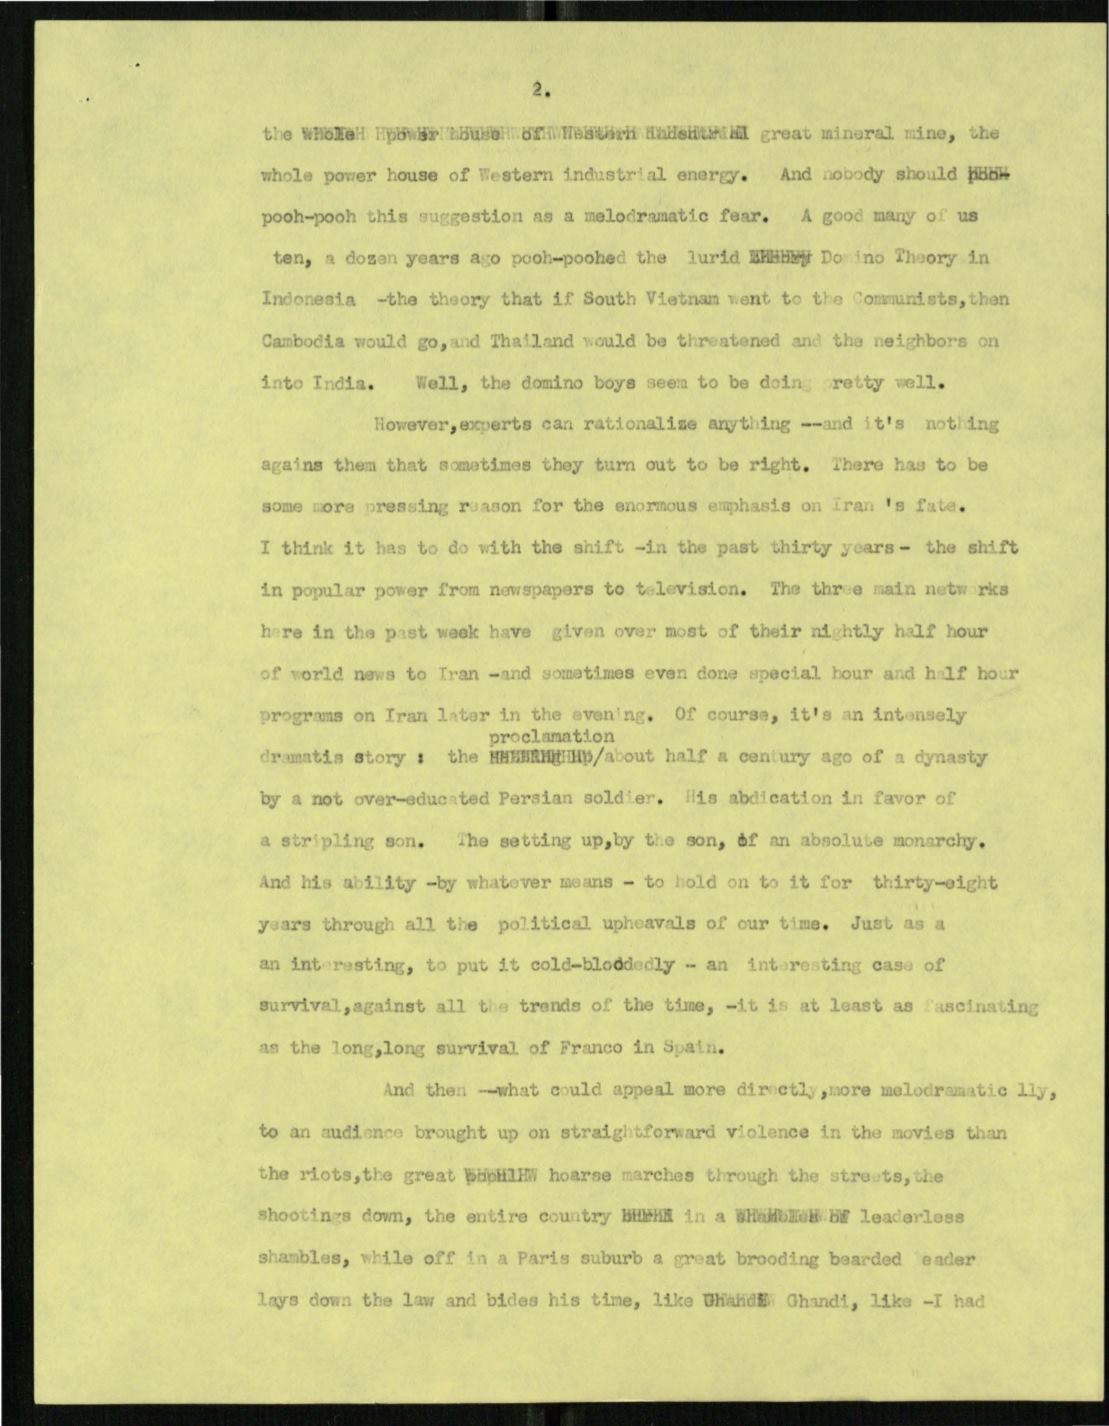 2.
the whole power house of Western industrial great mineral mine, the
whole power house of Western industrial energy. And nobody should pooh-
pooh-pooh this suggestion as a melodramatic fear. A good many of us
ten, a dozen years ago pooh-poohed the lurid Domino Theory in
Indonesia -the theory that if South Vietnam went to the Communists,then
Cambodia would go,and Thailand would be threatened and the neighbors on
into India. Well, the domino boys seem to be doing pretty well.
However,experts can rationalize anything --and it's nothing
agains them that sometimes they turn out to be right. There has to be
some more pressing reason for the enormous emphasis on Iran 's fate.
I think it has to do with the shift -in the past thirty years - the shift
in popular power from newspapers to television. The three main networks
here in the past week have given over most of their nightly half hour
of world news to Iran -and sometimes even done special hour and half hour
programs on Iran later in the evening. Of course, it's an intensely
proclamation
dramatis story : the /about half a century ago of a dynasty
by a not over-educated Persian soldier. His abdication in favor of
a stripling son. The setting up,by the son, of an absolute monarchy.
And his ability -by whatever means - to hold on to it for thirty-eight
years through all the political upheavals of our time. Just as a
an interesting, to put it cold-bloddedly - an interesting case of
survival,against all the trends of the time, -it is at least as fascinating
as the long,long survival of Franco in Spain.
And then --what could appeal more directly,more melodramatic lly,
to an audience brought up on straightforward violence in the movies than
the riots,the great hoarse marches through the streets,the
shootings down, the entire country in a shambles of leaderless
shambles, while off in a Paris suburb a great brooding bearded leader
lays down the law and bides his time, like Ghandi Ghandi, like -I had